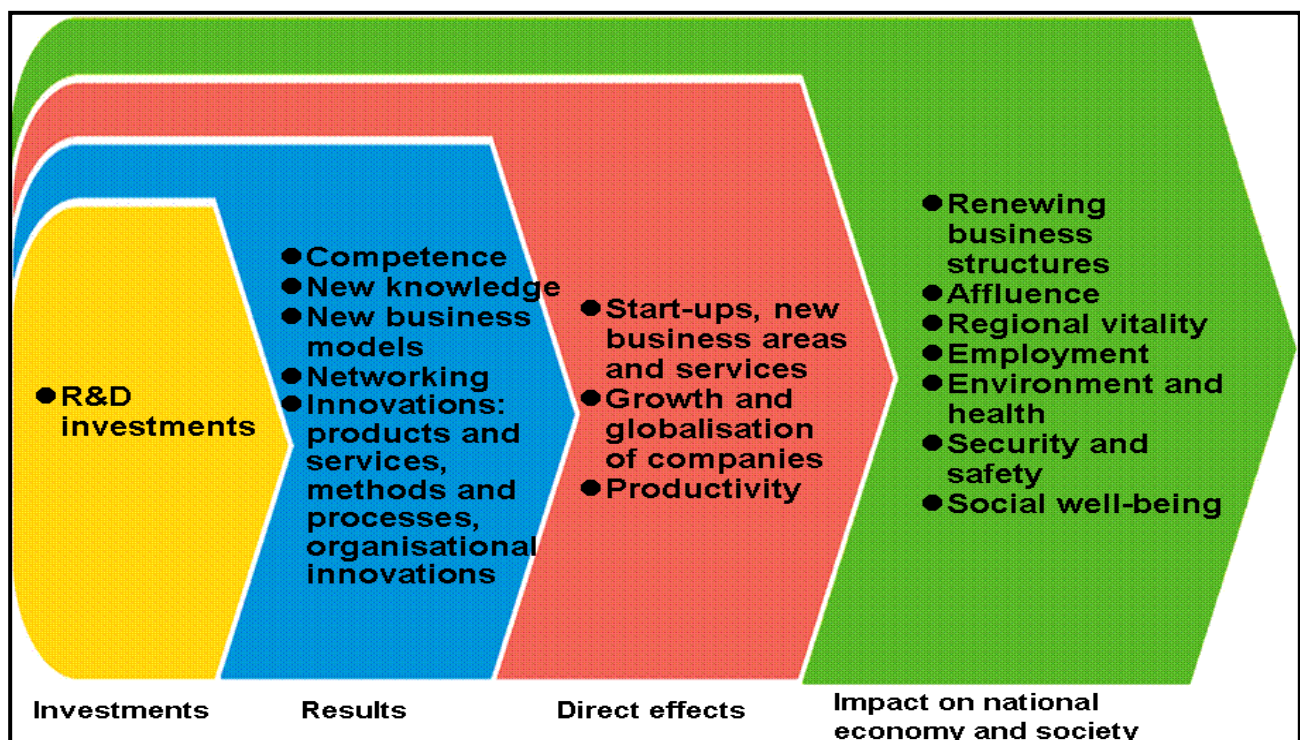 ● R&D
investments
● Competence
● New knowledge
● New business
models
● Networking
● Innovations:
products and
services,
methods and
processes,
organisational
innovations
● Start-ups, new
business areas
and services
● Growth and
globalisation
of companies
● Productivity
● Renewing
business
structures
● Affluence
● Regional vitality
● Employment
● Environment and
health
● Security and
safety
● Social well-being
Investments
Results
Direct effects
Impact on national
economy and society